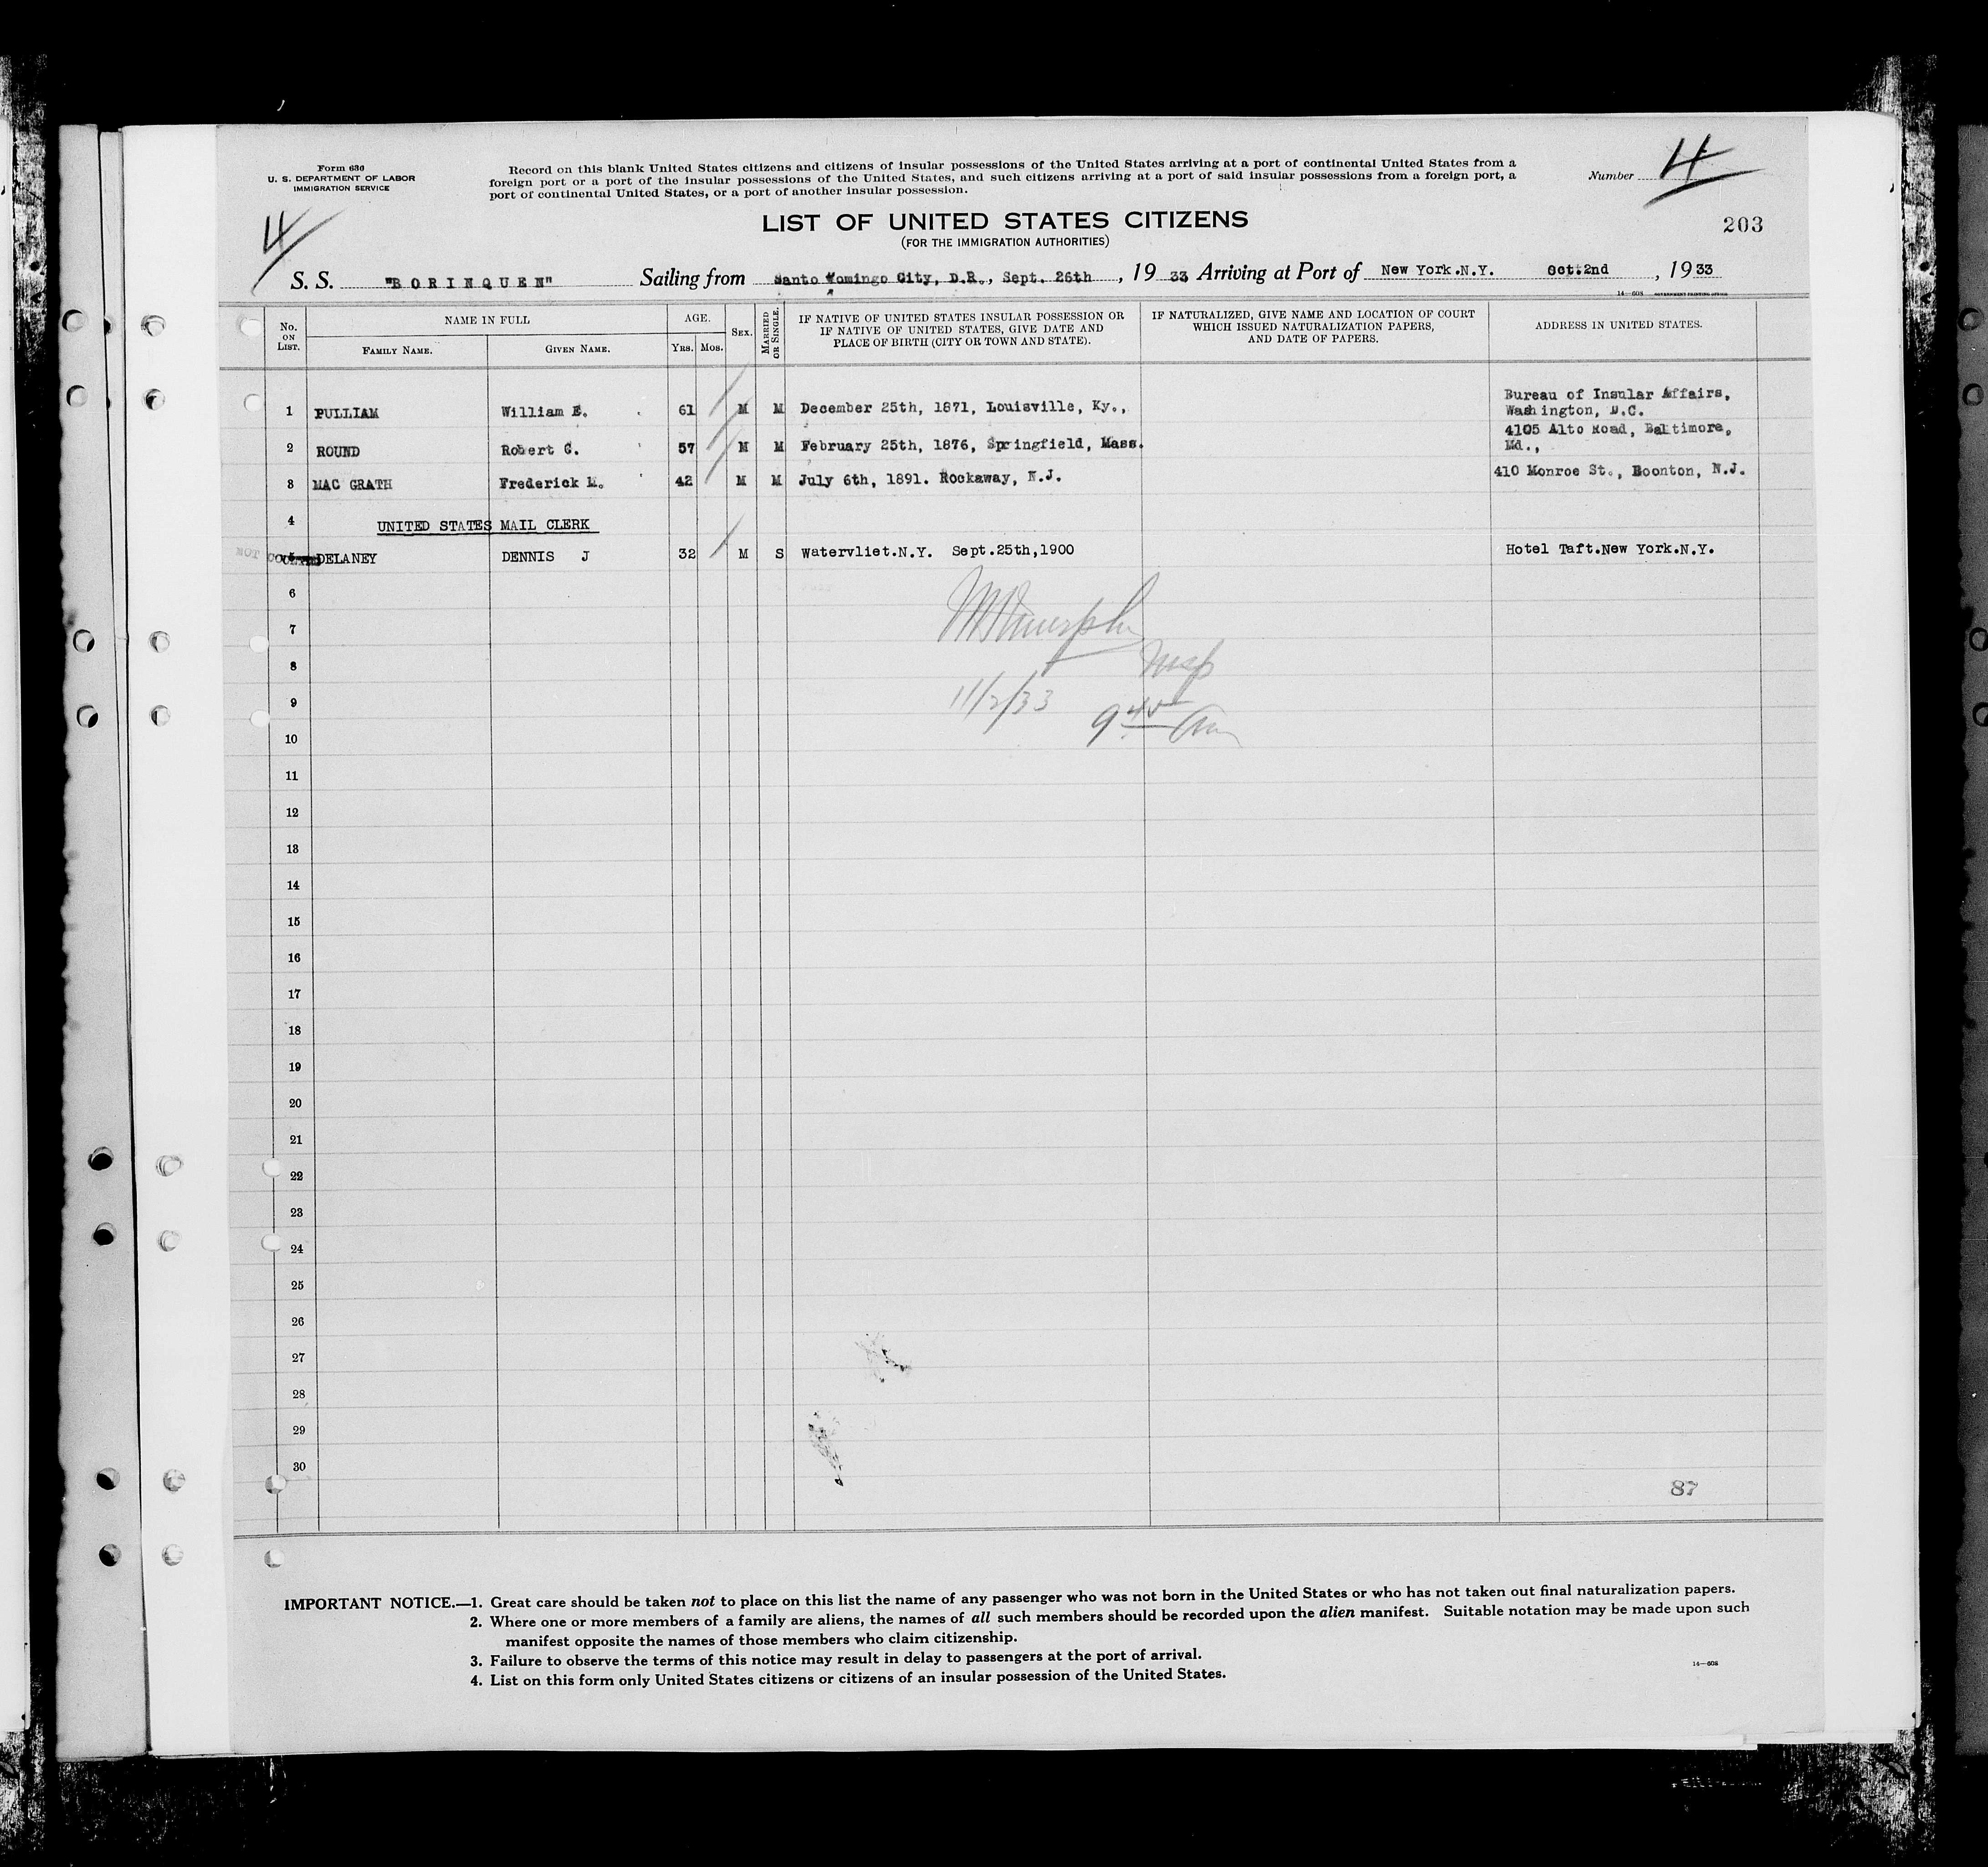 Form 630
U. S. DEPARTMENT OF LABOR
IMMIGRATION SERVICE
Record on this blank United States citizens and citizens of insular possessions of the United States arriving at a port of continental United States from a
foreign port or a port of the insular possessions of the United States, and such citizens arriving at a port of said insular possessions from a foreign port, a
port of continental United States, or a port of another insular possession.
Number 4
4
LIST OF UNITED STATES CITIZENS
(FOR THE IMMIGRATION AUTHORITIES)
203
S. S. "BORINQUEN" Sailing from Santo Domingo City, D.R., Sept. 26th, 19 33 Arriving at Port of New York.N.Y. Oct.2nd, 19 33
14—608 GOVERNMENT PRINTING OFFICE
No. ON LIST.
NAME IN FULL
FAMILY NAME.
GIVEN NAME.
AGE.
YRS.
MOS.
SEX.
MARRIED OR SINGLE.
IF NATIVE OF UNITED STATES INSULAR POSSESSION OR
IF NATIVE OF UNITED STATES, GIVE DATE AND
PLACE OF BIRTH (CITY OR TOWN AND STATE).
IF NATURALIZED, GIVE NAME AND LOCATION OF COURT
WHICH ISSUED NATURALIZATION PAPERS,
AND DATE OF PAPERS.
ADDRESS IN UNITED STATES.
1 PULLIAM William E. 61 M M December 25th, 1871, Louisville, Ky., Bureau of Insular Affairs,
Washington, D.C.
2 ROUND Robert G. 57 M M February 25th, 1876, Springfield, Mass. 4105 Alto Road, Baltimore,
Md.,
3 MAC GRATH Frederick M. 42 M M July 6th, 1891. Rockaway, N.J. 410 Monroe St., Boonton, N.J.
4 UNITED STATES MAIL CLERK
NOT DELANEY DENNIS J 32 M S Watervliet.N.Y. Sept.25th,1900 Hotel Taft.New York.N.Y.
6
7
8
11/2/33
9
9 45 Am
10
11
12
13
14
15
16
17
18
19
20
21
22
23
24
25
26
27
28
29
30
87
IMPORTANT NOTICE.—1. Great care should be taken not to place on this list the name of any passenger who was not born in the United States or who has not taken out final naturalization papers.
2. Where one or more members of a family are aliens, the names of all such members should be recorded upon the alien manifest. Suitable notation may be made upon such
manifest opposite the names of those members who claim citizenship.
3. Failure to observe the terms of this notice may result in delay to passengers at the port of arrival.
4. List on this form only United States citizens or citizens of an insular possession of the United States.
14—608